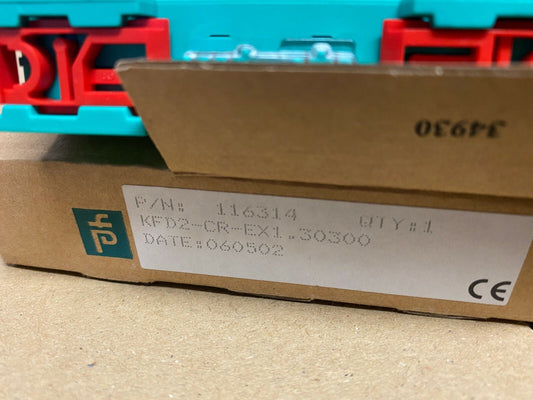 34930
P/N: 116314 QTY:1
KFD2-CR-EX1.30300
DATE:060502
CE